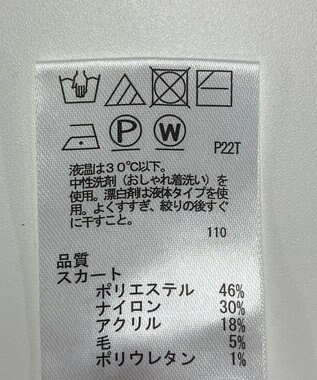 P W P22T
液温は30℃以下。
中性洗剤（おしゃれ着洗い）を
使用。漂白剤は液体タイプを使
用。よくすすぎ、絞りの後すぐ
に干すこと。
110
品質
スカート
ポリエステル 46%
ナイロン 30%
アクリル 18%
毛 5%
ポリウレタン 1%